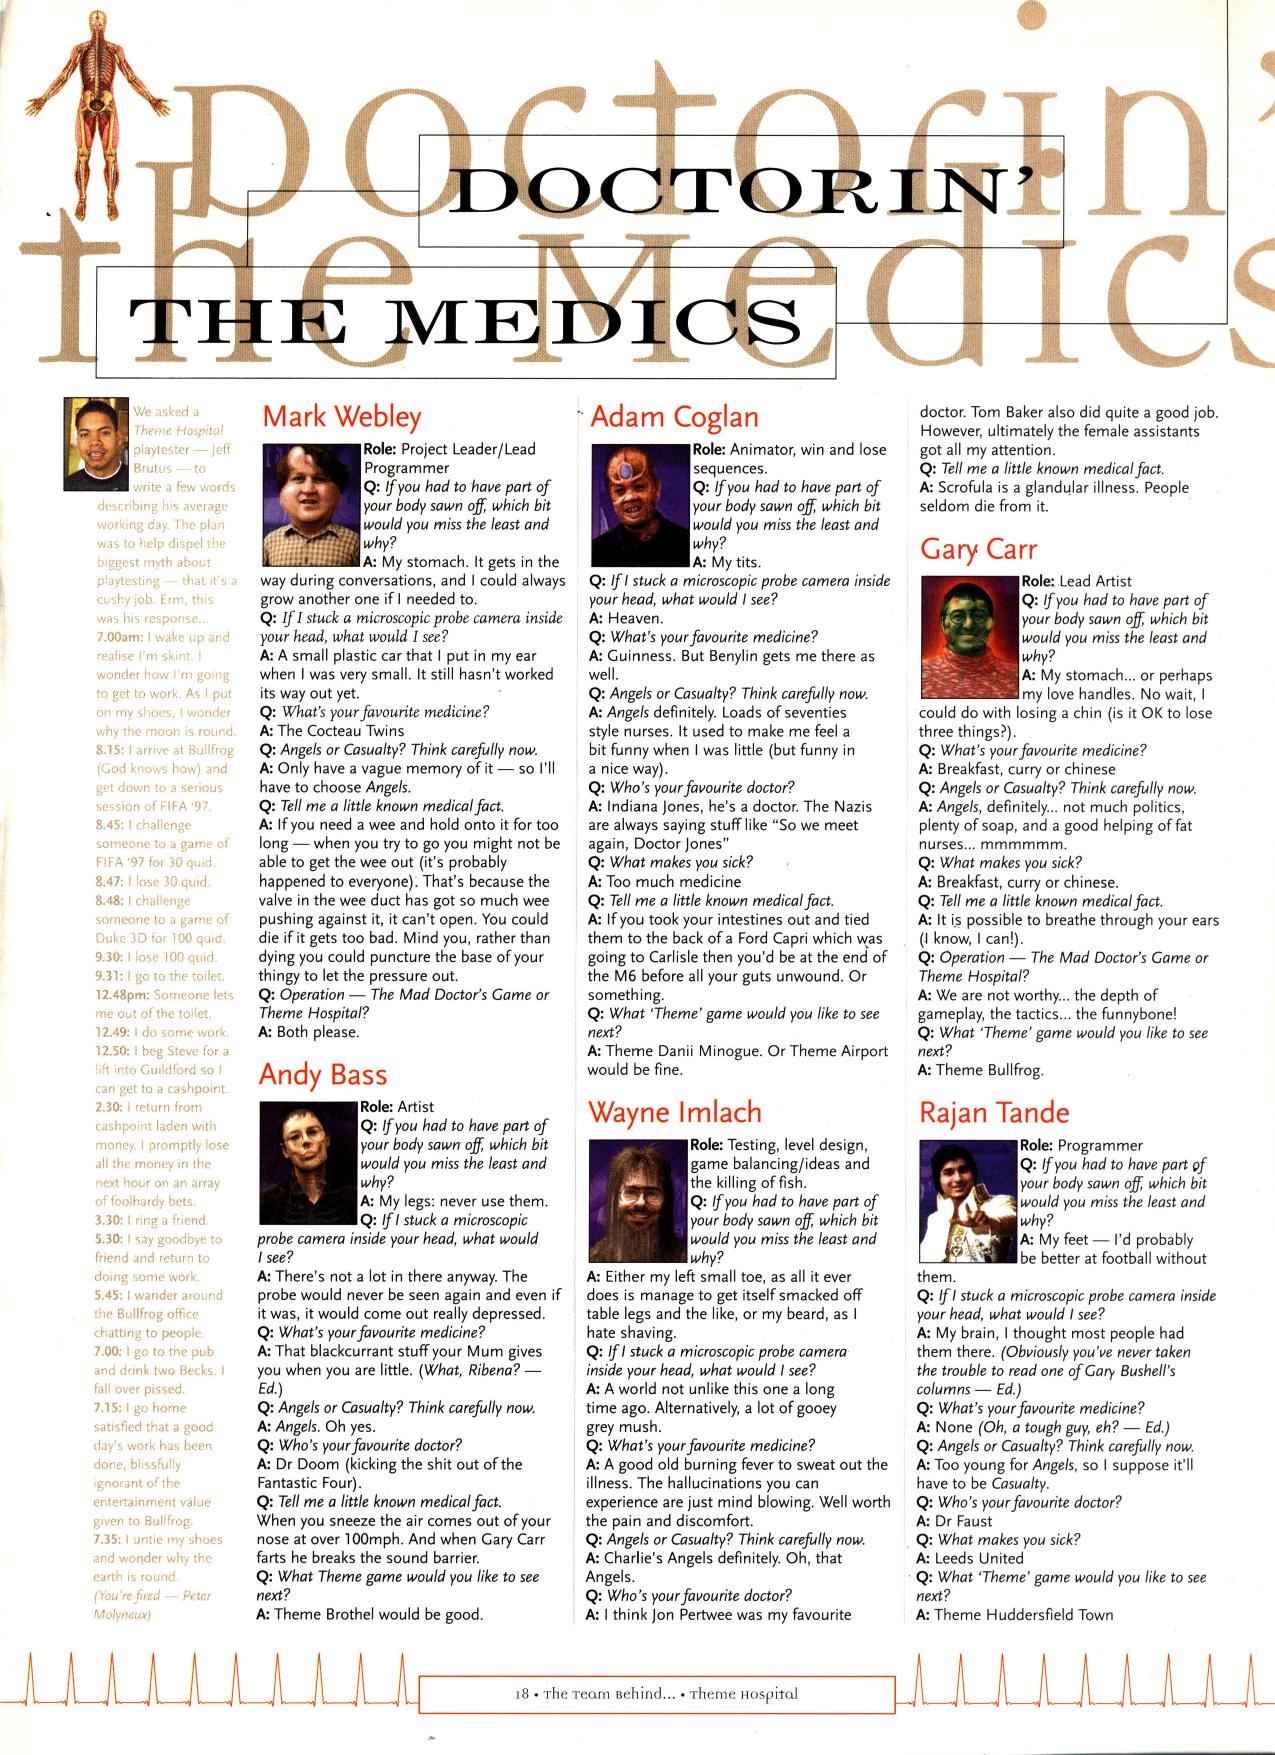 Doctorin'
the Medics
DOCTORIN'
THE MEDICS
We asked a
Theme Hospital
playtester — Jeff
Brutus — to
write a few words
describing his average
working day. The plan
was to help dispel the
biggest myth about
playtesting — that it's a
cushy job. Erm, this
was his response...
7.00am: I wake up and
realise I'm skint. I
wonder how I'm going
to get to work. As I put
on my shoes, I wonder
why the moon is round.
8.15: I arrive at Bullfrog
(God knows how) and
get down to a serious
session of FIFA '97.
8.45: I challenge
someone to a game of
FIFA '97 for 30 quid.
8.47: I lose 30 quid.
8.48: I challenge
someone to a game of
Duke 3D for 100 quid.
9.30: I lose 100 quid.
9.31: I go to the toilet.
12.48pm: Someone lets
me out of the toilet.
12.49: I do some work.
12.50: I beg Steve for a
lift into Guildford so I
can get to a cashpoint.
2.30: I return from
cashpoint laden with
money. I promptly lose
all the money in the
next hour on an array
of foolhardy bets.
3.30: I ring a friend.
5.30: I say goodbye to
friend and return to
doing some work.
5.45: I wander around
the Bullfrog office
chatting to people.
7.00: I go to the pub
and drink two Becks. I
fall over pissed.
7.15: I go home
satisfied that a good
day's work has been
done, blissfully
ignorant of the
entertainment value
given to Bullfrog.
7.35: I untie my shoes
and wonder why the
earth is round.
(You're fired — Peter
Molyneux)
Mark Webley
Role: Project Leader/Lead
Programmer
Q: If you had to have part of
your body sawn off, which bit
would you miss the least and
why?
A: My stomach. It gets in the
way during conversations, and I could always
grow another one if I needed to.
Q: If I stuck a microscopic probe camera inside
your head, what would I see?
A: A small plastic car that I put in my ear
when I was very small. It still hasn't worked
its way out yet.
Q: What's your favourite medicine?
A: The Cocteau Twins
Q: Angels or Casualty? Think carefully now.
A: Only have a vague memory of it — so I'll
have to choose Angels.
Q: Tell me a little known medical fact.
A: If you need a wee and hold onto it for too
long — when you try to go you might not be
able to get the wee out (it's probably
happened to everyone). That's because the
valve in the wee duct has got so much wee
pushing against it, it can't open. You could
die if it gets too bad. Mind you, rather than
dying you could puncture the base of your
thingy to let the pressure out.
Q: Operation — The Mad Doctor's Game or
Theme Hospital?
A: Both please.
Andy Bass
Role: Artist
Q: If you had to have part of
your body sawn off, which bit
would you miss the least and
why?
A: My legs: never use them.
Q: If I stuck a microscopic
probe camera inside your head, what would
I see?
A: There's not a lot in there anyway. The
probe would never be seen again and even if
it was, it would come out really depressed.
Q: What's your favourite medicine?
A: That blackcurrant stuff your Mum gives
you when you are little. (What, Ribena? —
Ed.)
Q: Angels or Casualty? Think carefully now.
A: Angels. Oh yes.
Q: Who's your favourite doctor?
A: Dr Doom (kicking the shit out of the
Fantastic Four).
Q: Tell me a little known medical fact.
When you sneeze the air comes out of your
nose at over 100mph. And when Gary Carr
farts he breaks the sound barrier.
Q: What Theme game would you like to see
next?
A: Theme Brothel would be good.
Adam Coglan
Role: Animator, win and lose
sequences.
Q: If you had to have part of
your body sawn off, which bit
would you miss the least and
why?
A: My tits.
Q: If I stuck a microscopic probe camera inside
your head, what would I see?
A: Heaven.
Q: What's your favourite medicine?
A: Guinness. But Benylin gets me there as
well.
Q: Angels or Casualty? Think carefully now.
A: Angels definitely. Loads of seventies
style nurses. It used to make me feel a
bit funny when I was little (but funny in
a nice way).
Q: Who's your favourite doctor?
A: Indiana Jones, he's a doctor. The Nazis
are always saying stuff like "So we meet
again, Doctor Jones"
Q: What makes you sick?
A: Too much medicine
Q: Tell me a little known medical fact.
A: If you took your intestines out and tied
them to the back of a Ford Capri which was
going to Carlisle then you'd be at the end of
the M6 before all your guts unwound. Or
something.
Q: What 'Theme' game would you like to see
next?
A: Theme Danii Minogue. Or Theme Airport
would be fine.
Wayne Imlach
Role: Testing, level design,
game balancing/ideas and
the killing of fish.
Q: If you had to have part of
your body sawn off, which bit
would you miss the least and
why?
A: Either my left small toe, as all it ever
does is manage to get itself smacked off
table legs and the like, or my beard, as I
hate shaving.
Q: If I stuck a microscopic probe camera
inside your head, what would I see?
A: A world not unlike this one a long
time ago. Alternatively, a lot of gooey
grey mush.
Q: What's your favourite medicine?
A: A good old burning fever to sweat out the
illness. The hallucinations you can
experience are just mind blowing. Well worth
the pain and discomfort.
Q: Angels or Casualty? Think carefully now.
A: Charlie's Angels definitely. Oh, that
Angels.
Q: Who's your favourite doctor?
A: I think Jon Pertwee was my favourite
doctor. Tom Baker also did quite a good job.
However, ultimately the female assistants
got all my attention.
Q: Tell me a little known medical fact.
A: Scrofula is a glandular illness. People
seldom die from it.
Gary Carr
Role: Lead Artist
Q: If you had to have part of
your body sawn off, which bit
would you miss the least and
why?
A: My stomach... or perhaps
my love handles. No wait, I
could do with losing a chin (is it OK to lose
three things?).
Q: What's your favourite medicine?
A: Breakfast, curry or chinese
Q: Angels or Casualty? Think carefully now.
A: Angels, definitely... not much politics,
plenty of soap, and a good helping of fat
nurses... mmmmmm.
Q: What makes you sick?
A: Breakfast, curry or chinese.
Q: Tell me a little known medical fact.
A: It is possible to breathe through your ears
(I know, I can!).
Q: Operation — The Mad Doctor's Game or
Theme Hospital?
A: We are not worthy... the depth of
gameplay, the tactics... the funnybone!
Q: What 'Theme' game would you like to see
next?
A: Theme Bullfrog.
Rajan Tande
Role: Programmer
Q: If you had to have part of
your body sawn off, which bit
would you miss the least and
why?
A: My feet — I'd probably
be better at football without
them.
Q: If I stuck a microscopic probe camera inside
your head, what would I see?
A: My brain, I thought most people had
them there. (Obviously you've never taken
the trouble to read one of Gary Bushell's
columns — Ed.)
Q: What's your favourite medicine?
A: None (Oh, a tough guy, eh? — Ed.)
Q: Angels or Casualty? Think carefully now.
A: Too young for Angels, so I suppose it'll
have to be Casualty.
Q: Who's your favourite doctor?
A: Dr Faust
Q: What makes you sick?
A: Leeds United
Q: What 'Theme' game would you like to see
next?
A: Theme Huddersfield Town
18 • The Team Behind... • Theme Hospital